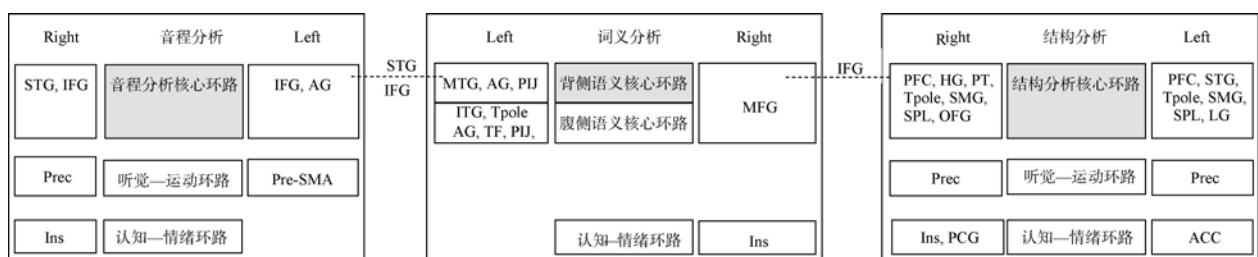 Right 音程分析 Left
STG, IFG 音程分析核心环路 IFG, AG
Prec 听觉—运动环路 Pre-SMA
Ins 认知—情绪环路
STG
IFG
Left 词义分析 Right
MTG, AG, PIJ 背侧语义核心环路 MFG
ITG, Tpole 腹侧语义核心环路
AG, TF, PIJ,
认知—情绪环路 Ins
IFG
Right 结构分析 Left
PFC, HG, PT, 结构分析核心环路 PFC, STG,
Tpole, SMG, Tpole, SMG,
SPL, OFG SPL, LG
Prec 听觉—运动环路 Prec
Ins, PCG 认知—情绪环路 ACC